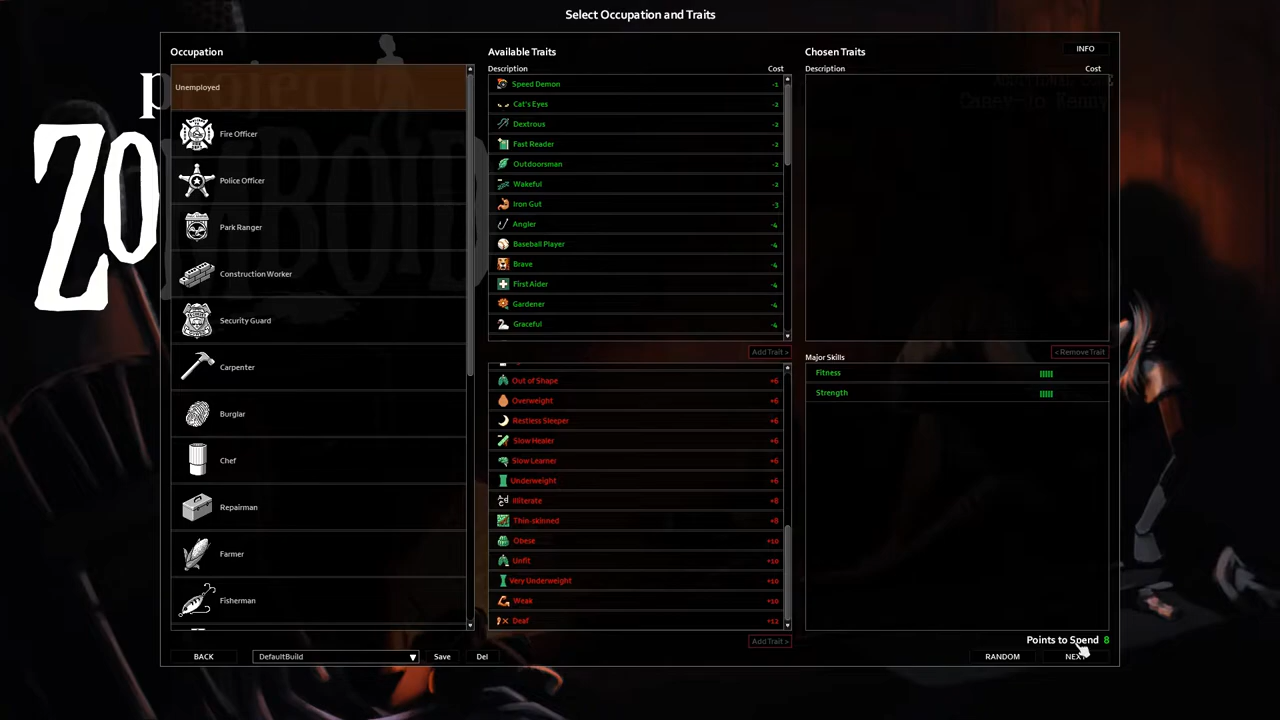 Select Occupation and Traits
Occupation
Unemployed
Fire Officer
Police Officer
Park Ranger
Construction Worker
Security Guard
Carpenter
Burglar
Chef
Repairman
Farmer
Fisherman
Available Traits
Description Cost
Speed Demon -1
Cat's Eyes -2
Dextrous -2
Fast Reader -2
Outdoorsman -2
Wakeful -2
Iron Gut -3
Angler -4
Baseball Player -4
Brave -4
First Aider -4
Gardener -4
Graceful -4
Add Trait >
Out of Shape +6
Overweight +6
Restless Sleeper +6
Slow Healer +6
Slow Learner +6
Underweight +6
Illiterate +8
Thin-skinned +8
Obese +10
Unfit +10
Very Underweight +10
Weak +10
Deaf +12
Add Trait >
Chosen Traits
INFO
Description Cost
< Remove Trait
Major Skills
Fitness
Strength
Points to Spend 8
BACK
DefaultBuild
Save
Del
RANDOM
NEXT
project
ZOMBOID